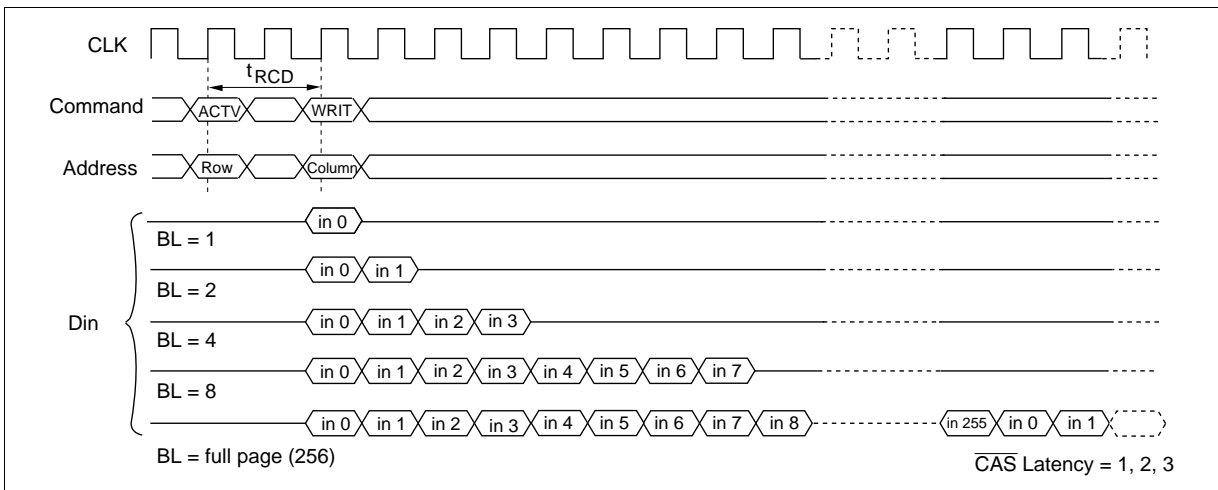 CLK
tRCD
Command ACTV WRIT
Address Row Column
in 0
BL = 1
in 0 in 1
BL = 2
Din
in 0 in 1 in 2 in 3
BL = 4
in 0 in 1 in 2 in 3 in 4 in 5 in 6 in 7
BL = 8
in 0 in 1 in 2 in 3 in 4 in 5 in 6 in 7 in 8 in 255 in 0 in 1
BL = full page (256)
CAS Latency = 1, 2, 3